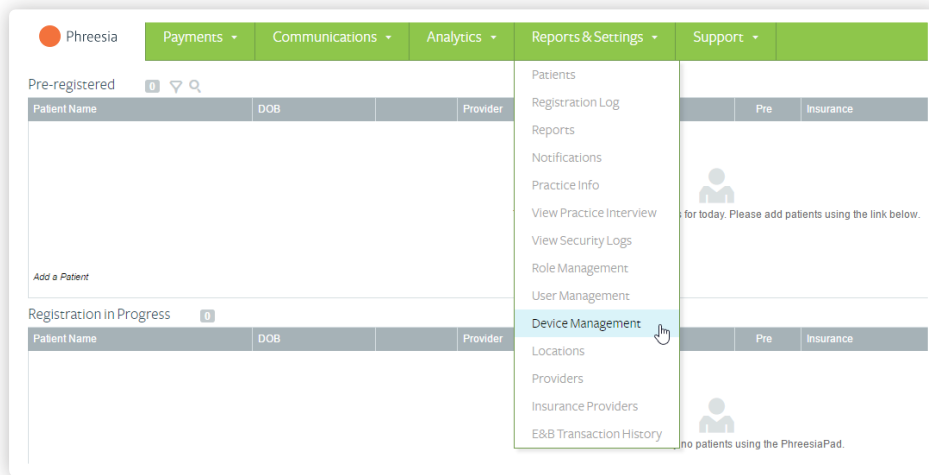 Phreesia Payments Communications Analytics Reports & Settings Support
Pre-registered 0
Patient Name DOB Provider Pre Insurance
for today. Please add patients using the link below.
Add a Patient
Registration in Progress 0
Patient Name DOB Provider Pre Insurance
no patients using the PhreesiaPad.
Patients
Registration Log
Reports
Notifications
Practice Info
View Practice Interview
View Security Logs
Role Management
User Management
Device Management
Locations
Providers
Insurance Providers
E&B Transaction History